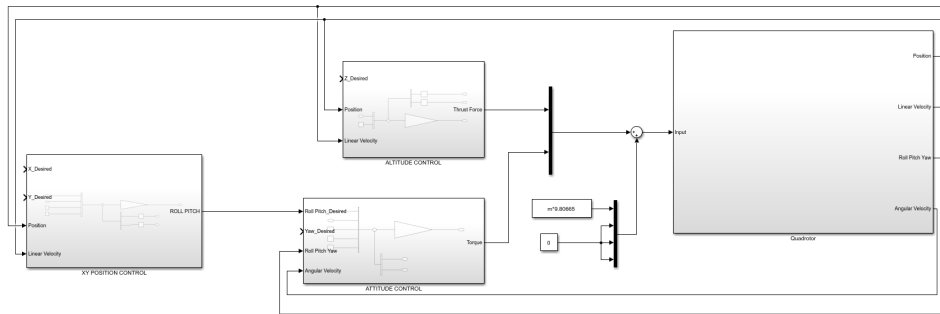 Z_Desired
Position
Linear Velocity
Thrust Force
ALTITUDE CONTROL
X_Desired
Y_Desired
Position
Linear Velocity
ROLL PITCH
XY POSITION CONTROL
Roll Pitch_Desired
Yaw_Desired
Roll Pitch Yaw
Angular Velocity
Torque
ATTITUDE CONTROL
m*9.80665
0
Input
Position
Linear Velocity
Roll Pitch Yaw
Angular Velocity
Quadrotor